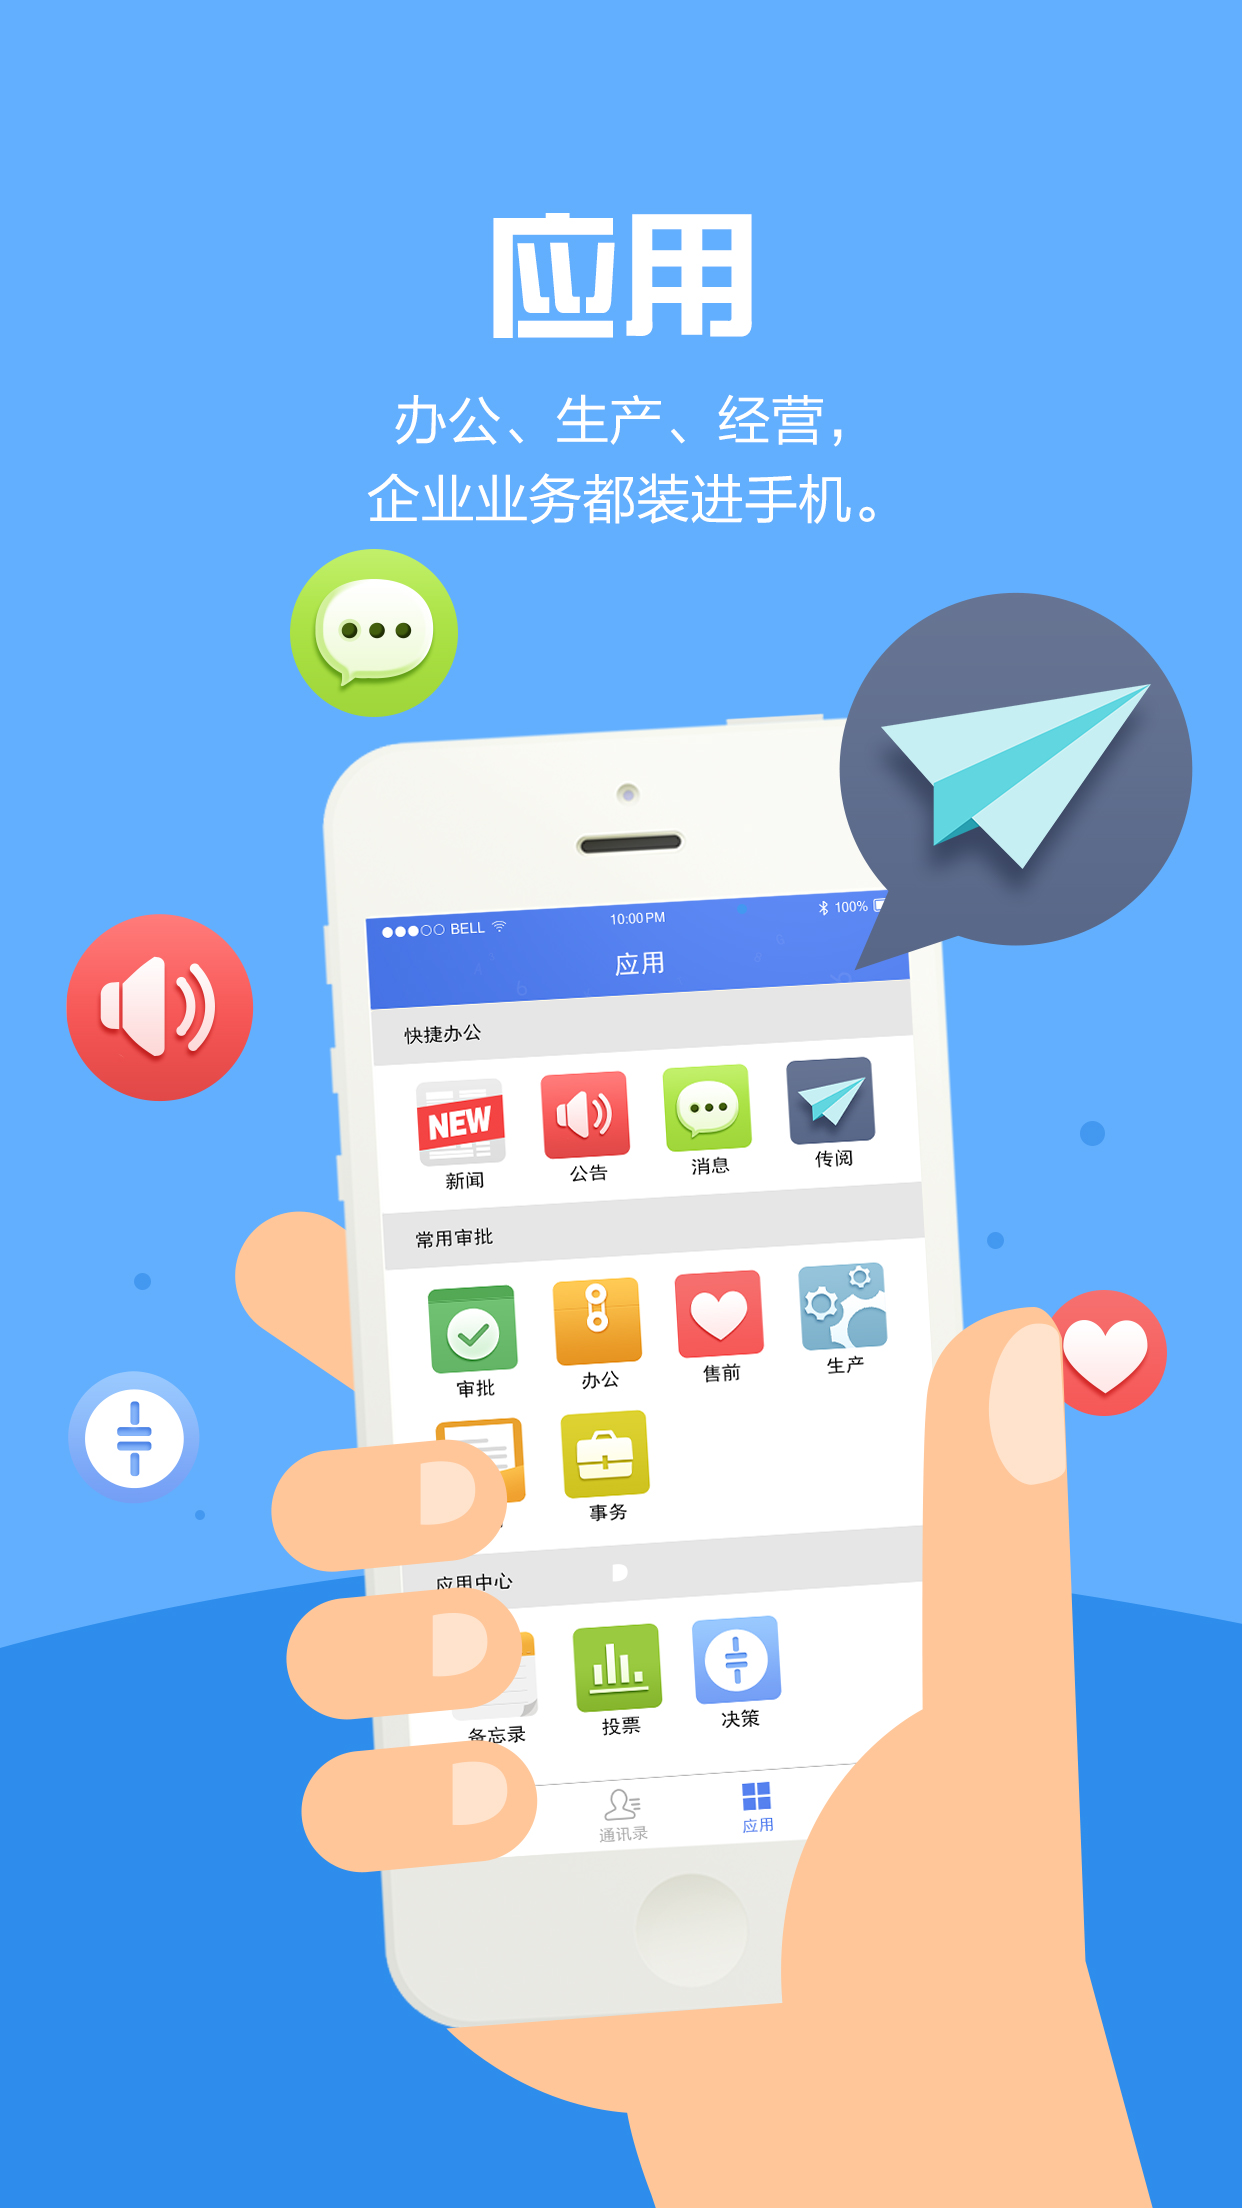 应用
办公、生产、经营，
企业业务都装进手机。
BELL 10:00 PM 100%
应用
快捷办公
NEW
新闻 公告 消息 传阅
常用审批
审批 办公 售前 生产
事务
应用中心
备忘录 投票 决策
通讯录 应用